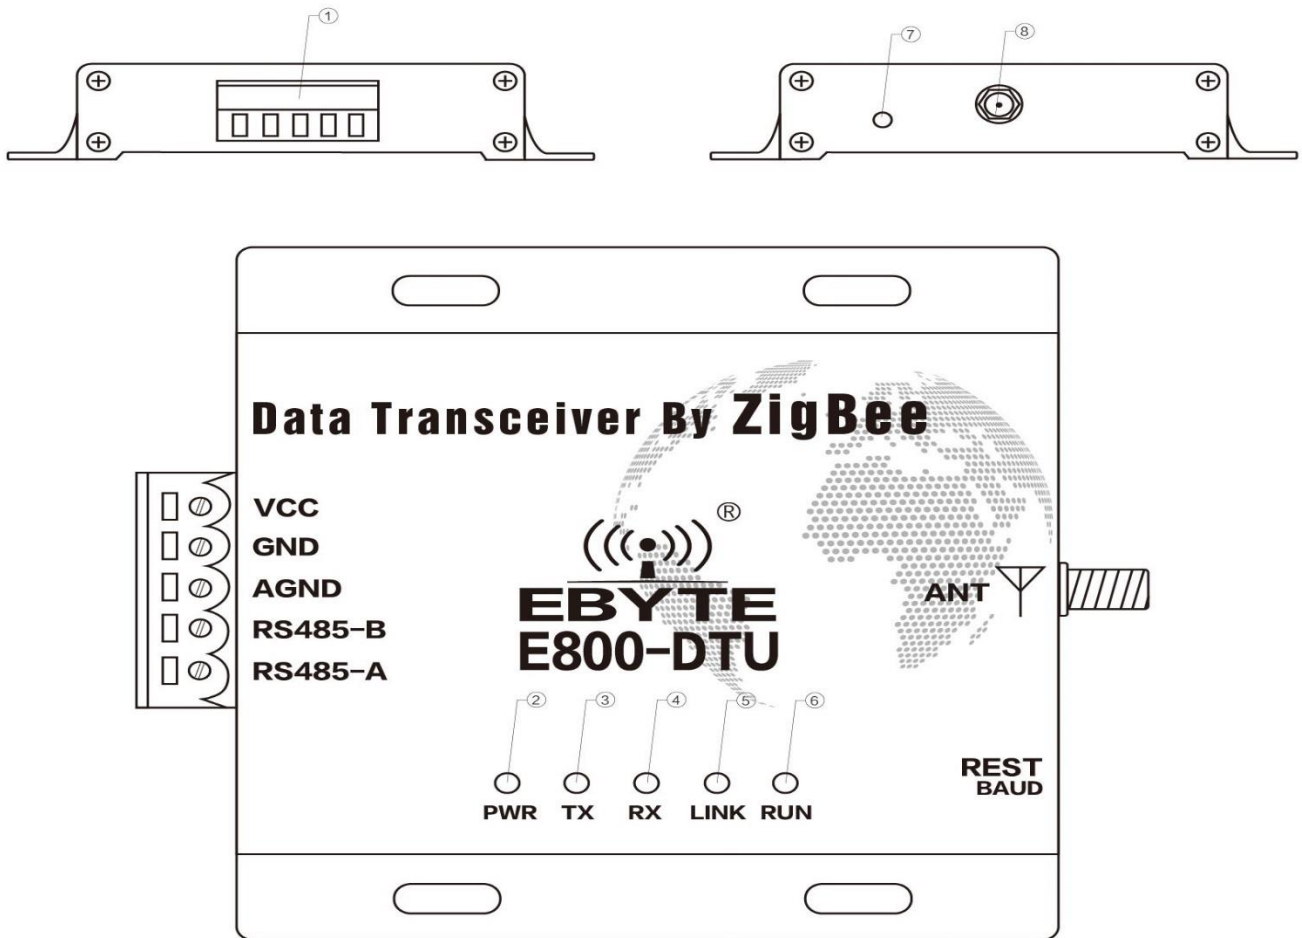 ①
⑦
⑧
Data Transceiver By ZigBee
VCC
GND
AGND
RS485-B
RS485-A
®
EBYTE
E800-DTU
ANT
② ③ ④ ⑤ ⑥
PWR TX RX LINK RUN
REST
BAUD